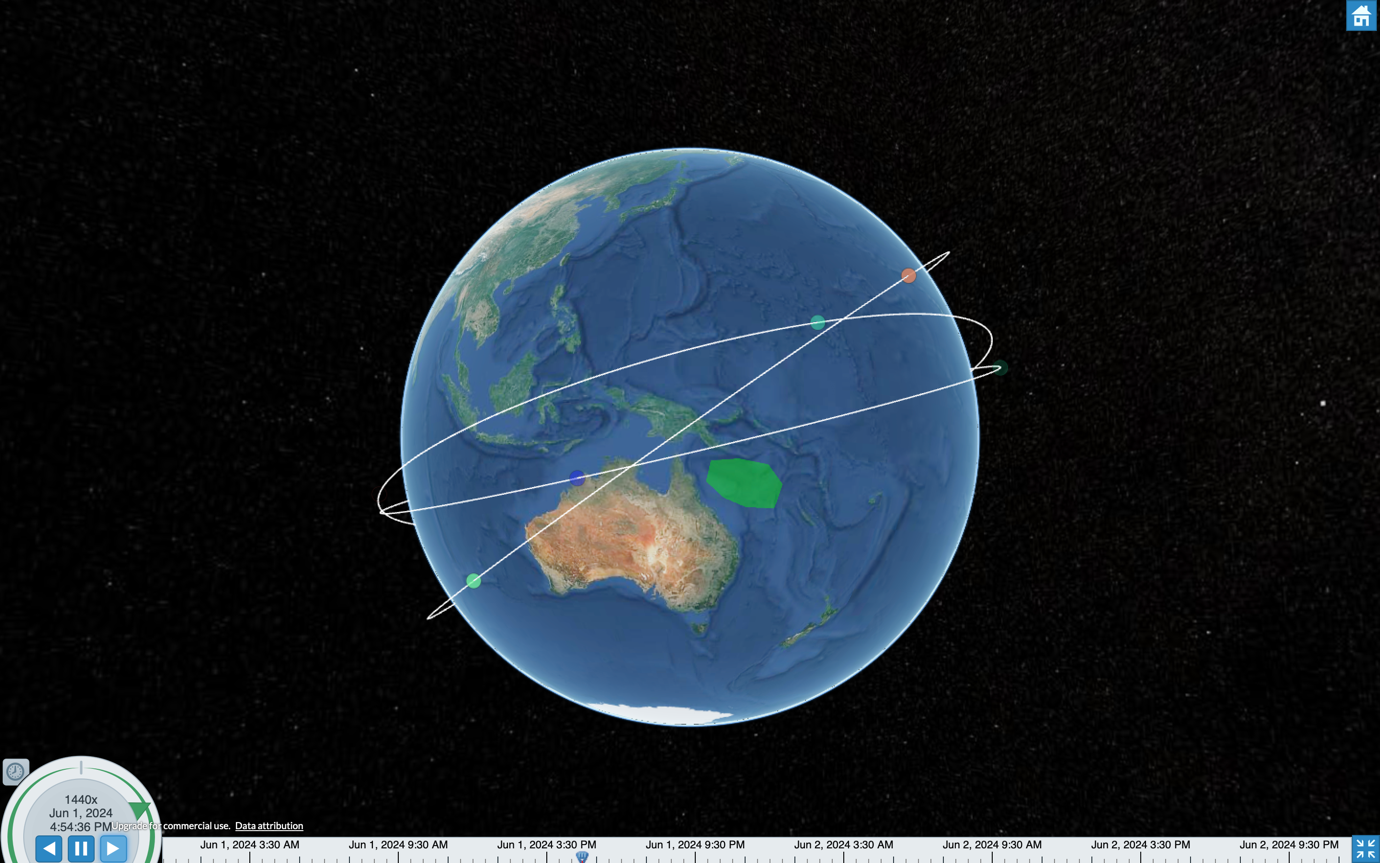 1440x
Jun 1, 2024
4:54:36 PM
Upgrade for commercial use. Data attribution
Jun 1, 2024 3:30 AM Jun 1, 2024 9:30 AM Jun 1, 2024 3:30 PM Jun 1, 2024 9:30 PM Jun 2, 2024 3:30 AM Jun 2, 2024 9:30 AM Jun 2, 2024 3:30 PM Jun 2, 2024 9:30 PM